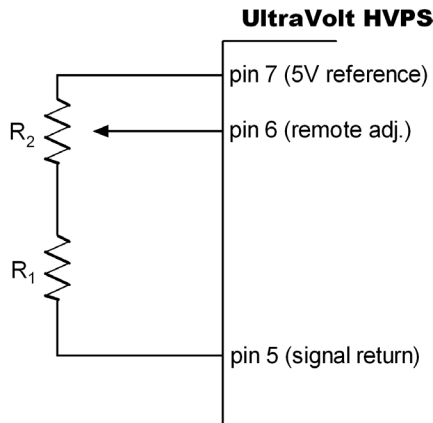 UltraVolt HVPS
pin 7 (5V reference)
pin 6 (remote adj.)
R2
R1
pin 5 (signal return)